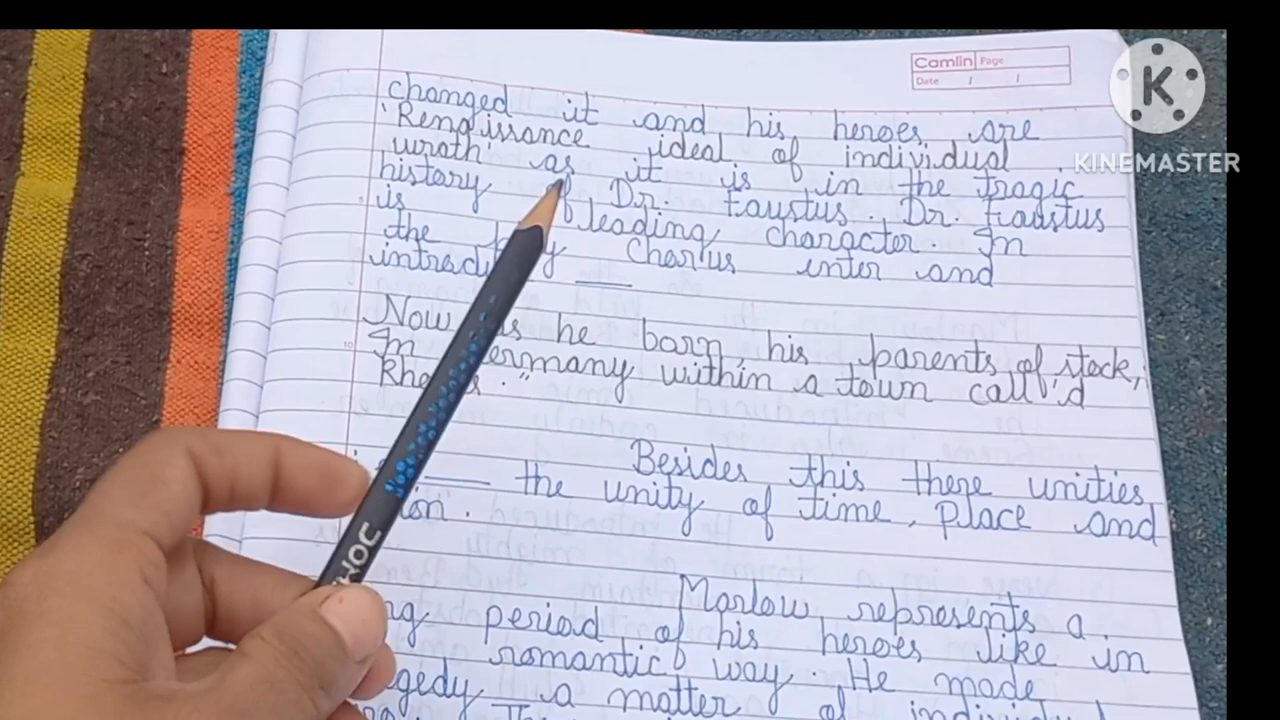 Camlin Page
Date / /
KINEMASTER
changed it and his heroes are
'Renaissance ideal of individual
wrath' as it is in the tragic
history of Dr. Faustus. Dr. Faustus
is leading character. In
the Chorus enter and
Now is he born, his parents of stock,
In Germany within a town call'd
Besides this there unities
the unity of time, place and
Marlow represents a
period of his heroes like in
romantic way. He made
a matter of